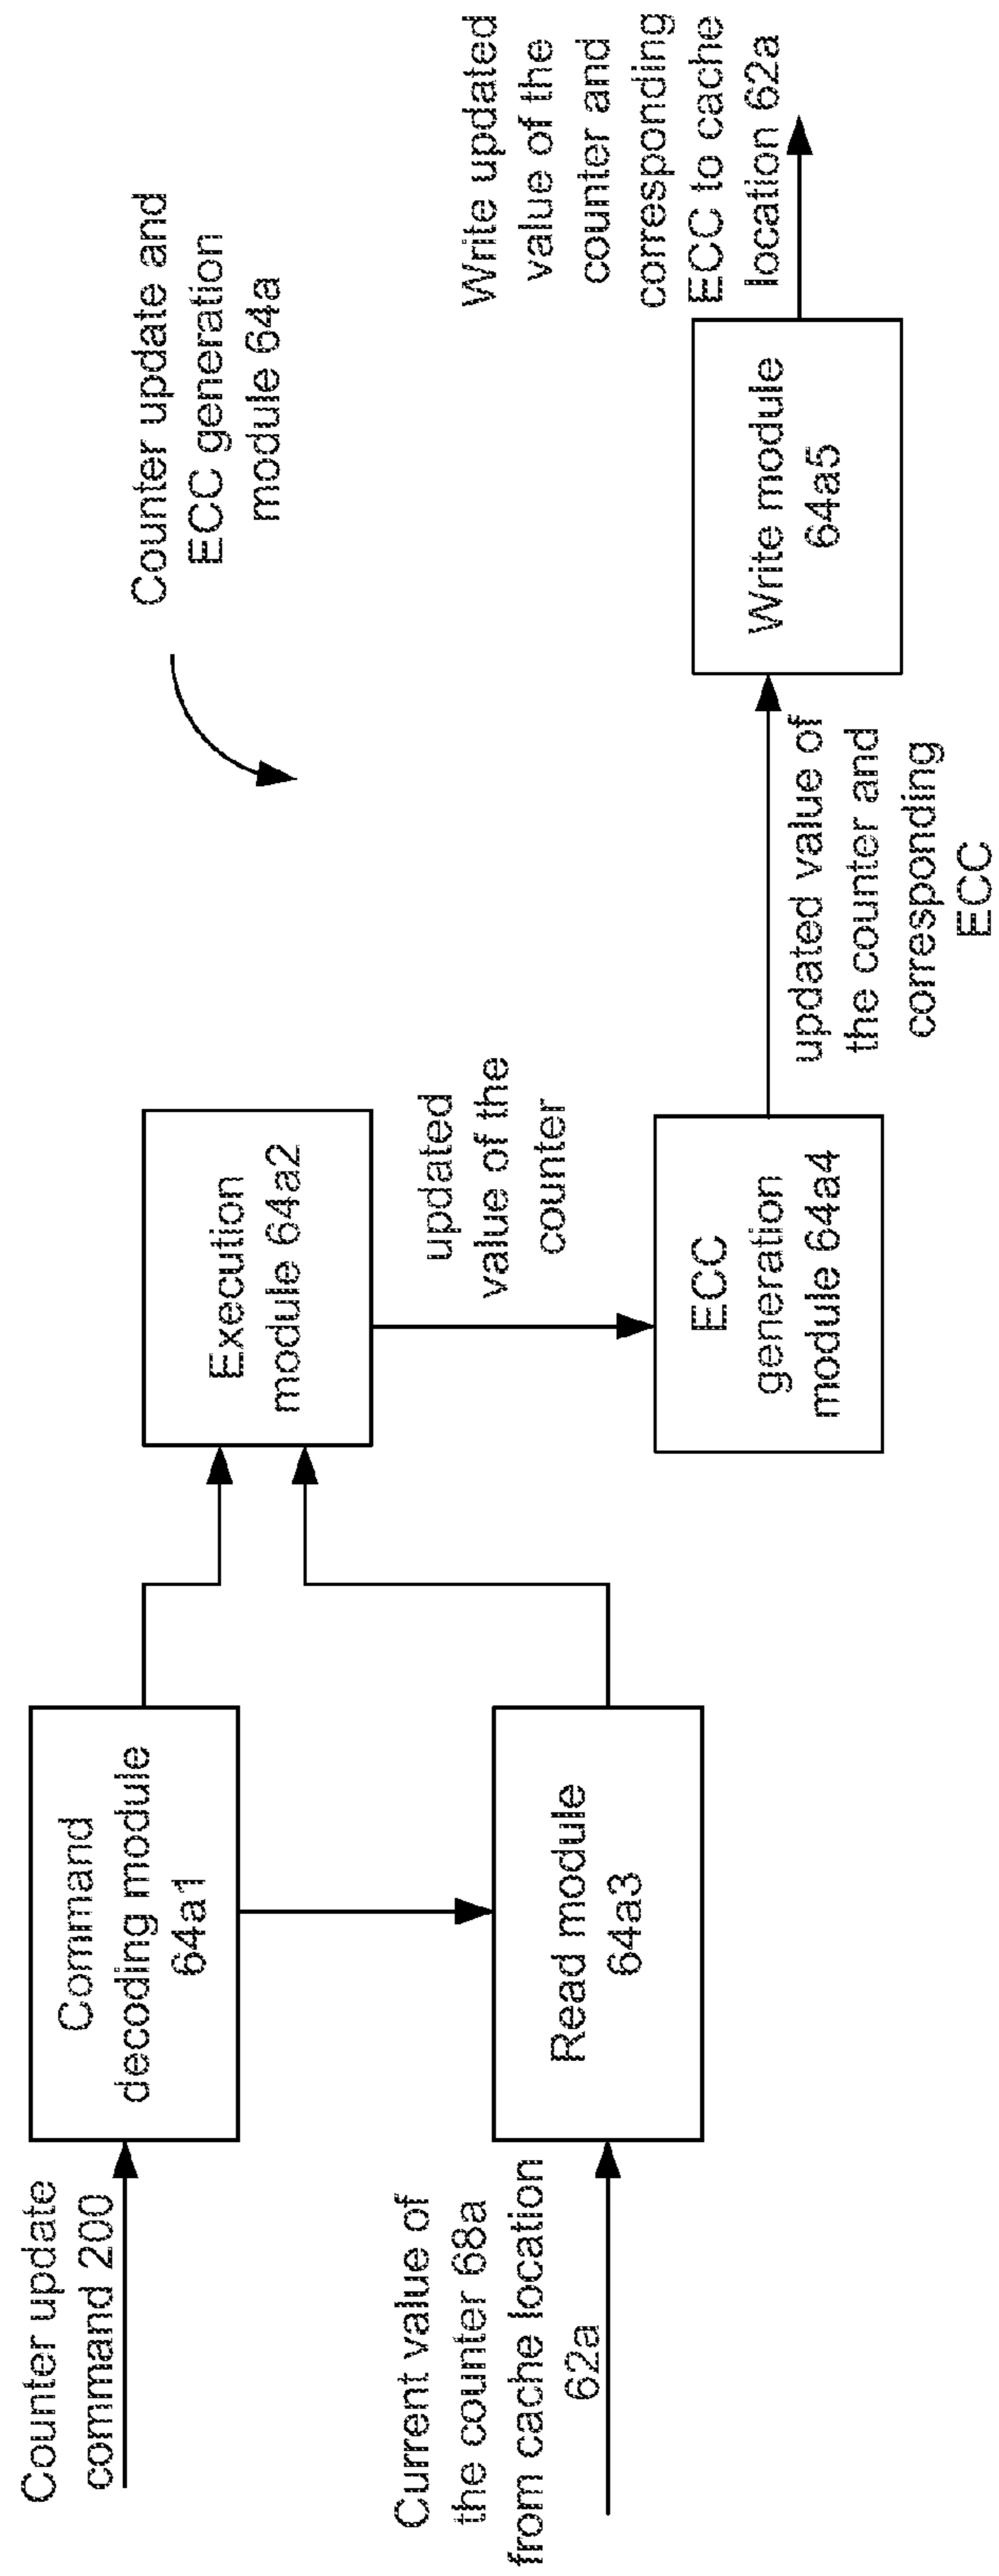 Counter update and
ECC generation
module 64a
Counter update
command 200
Command
decoding module
64a1
Execution
module 64a2
Current value of
the counter 68a
from cache location
62a
Read module
64a3
updated
value of the
counter
ECC
generation
module 64a4
updated value of
the counter and
corresponding
ECC
Write module
64a5
Write updated
value of the
counter and
corresponding
ECC to cache
location 62a